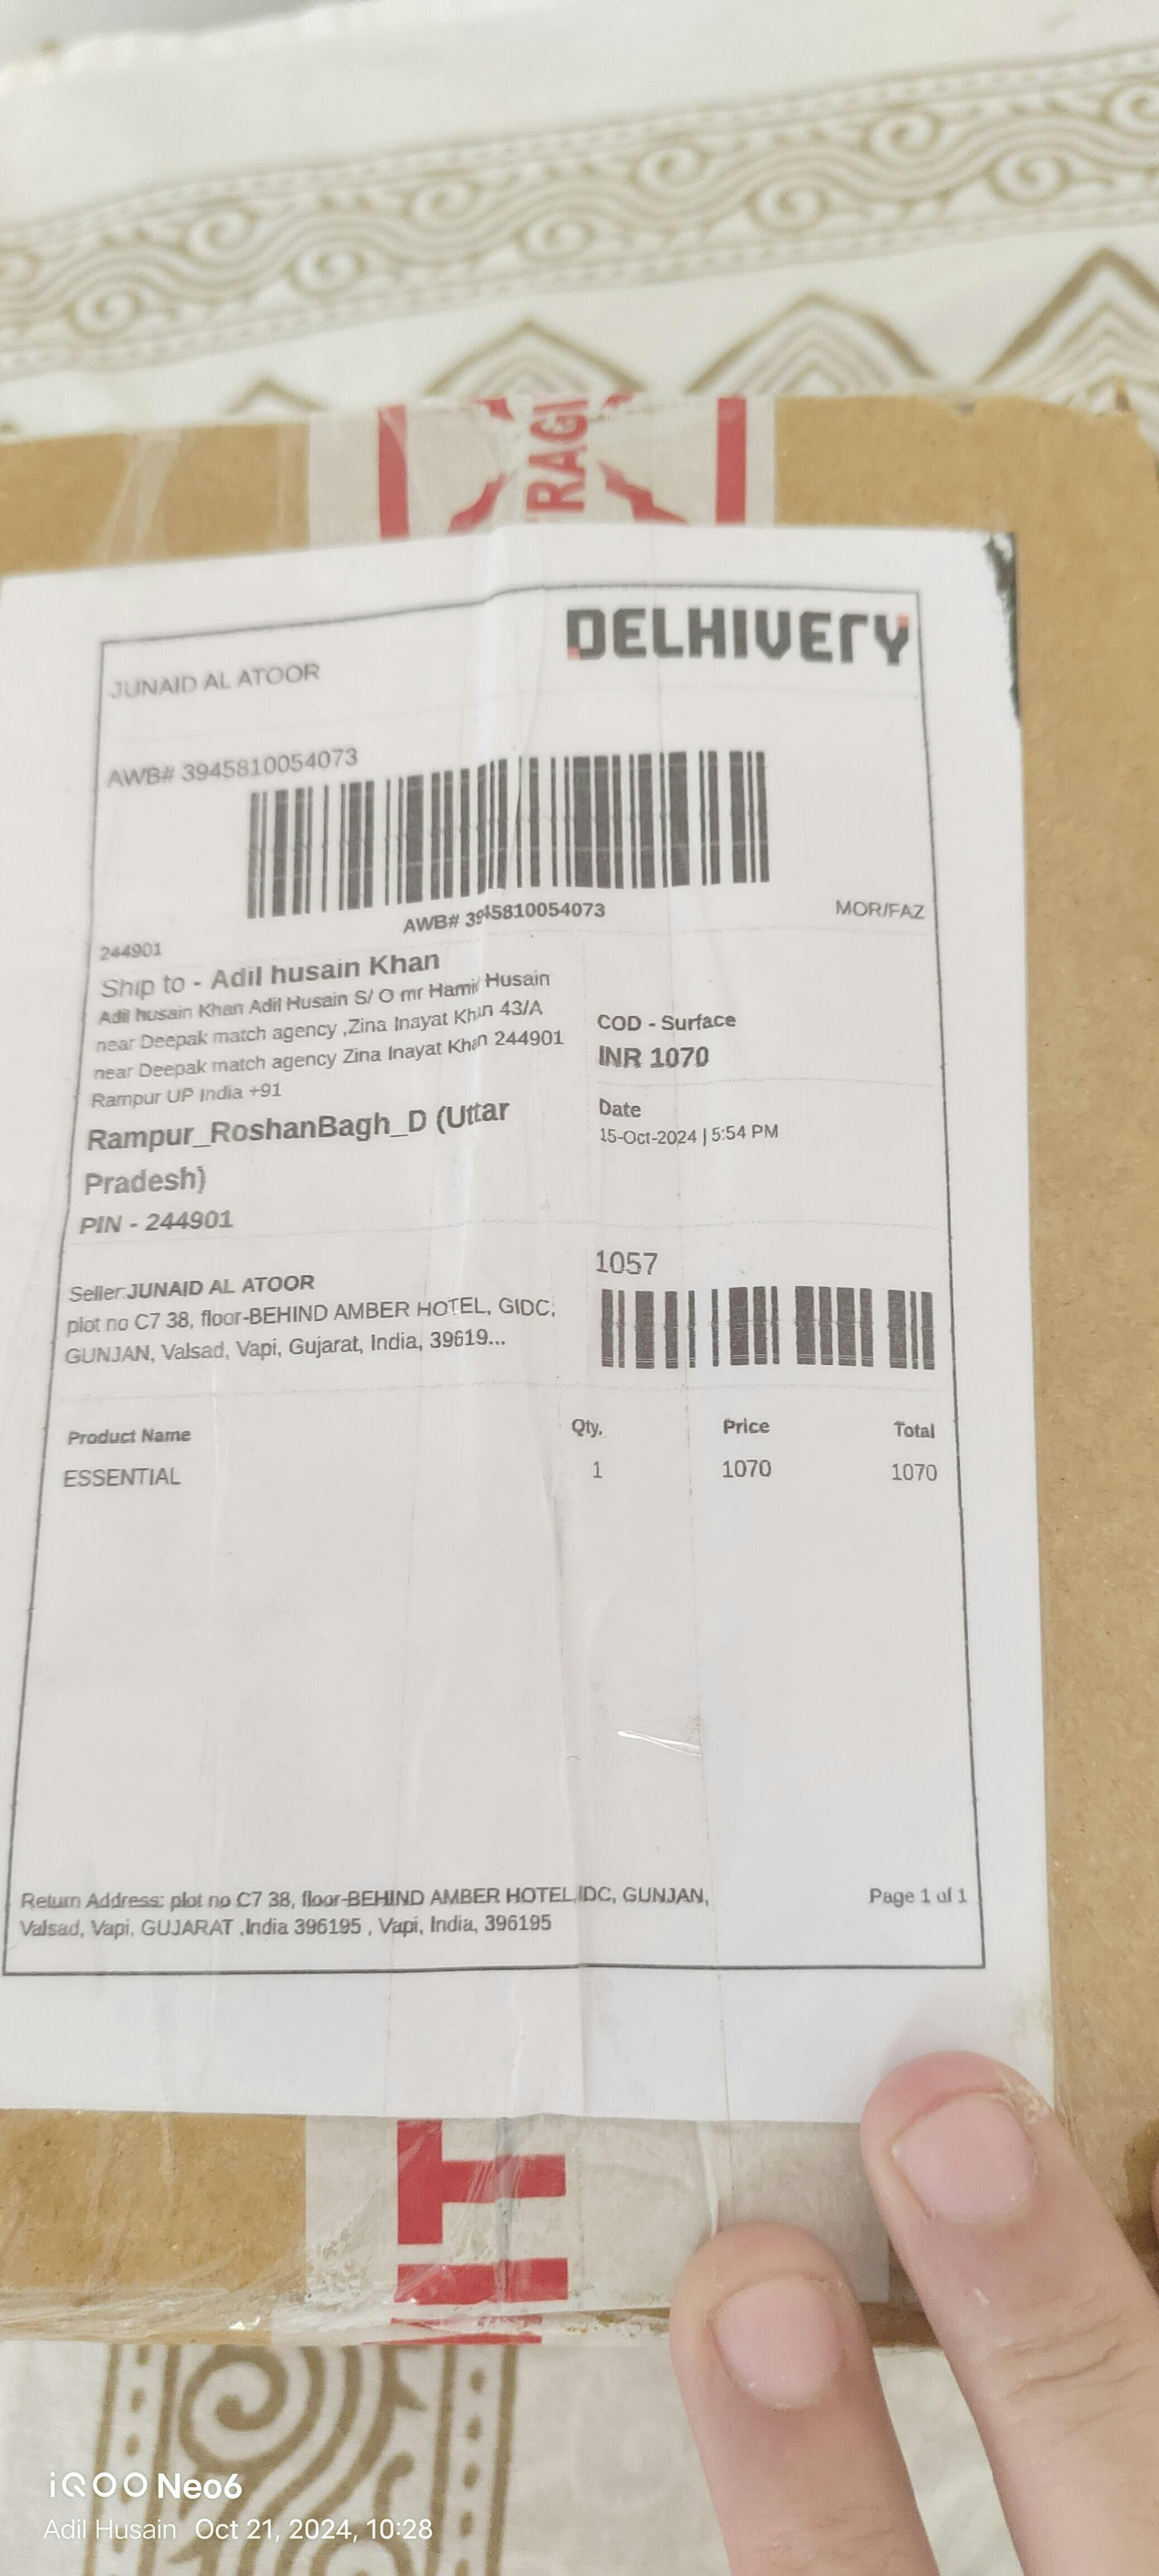 RAGI
DELHIVERY
JUNAID AL ATOOR
AWB# 3945810054073
AWB# 3945810054073
MOR/FAZ
244901
Ship to - Adil husain Khan
Adil husain Khan Adil Husain S/ O mr Hamid Husain
near Deepak match agency ,Zina Inayat Khan 43/A
near Deepak match agency Zina Inayat Khan 244901
Rampur UP India +91
Rampur_RoshanBagh_D (Uttar
Pradesh)
PIN - 244901
COD - Surface
INR 1070
Date
15-Oct-2024 | 5:54 PM
Seller:JUNAID AL ATOOR
plot no C7 38, floor-BEHIND AMBER HOTEL, GIDC,
GUNJAN, Valsad, Vapi, Gujarat, India, 39619...
1057
Product Name Qty. Price Total
ESSENTIAL 1 1070 1070
Return Address: plot no C7 38, floor-BEHIND AMBER HOTEL,IDC, GUNJAN,
Valsad, Vapi, GUJARAT ,India 396195 , Vapi, India, 396195
Page 1 of 1
iQOO Neo6
Adil Husain Oct 21, 2024, 10:28